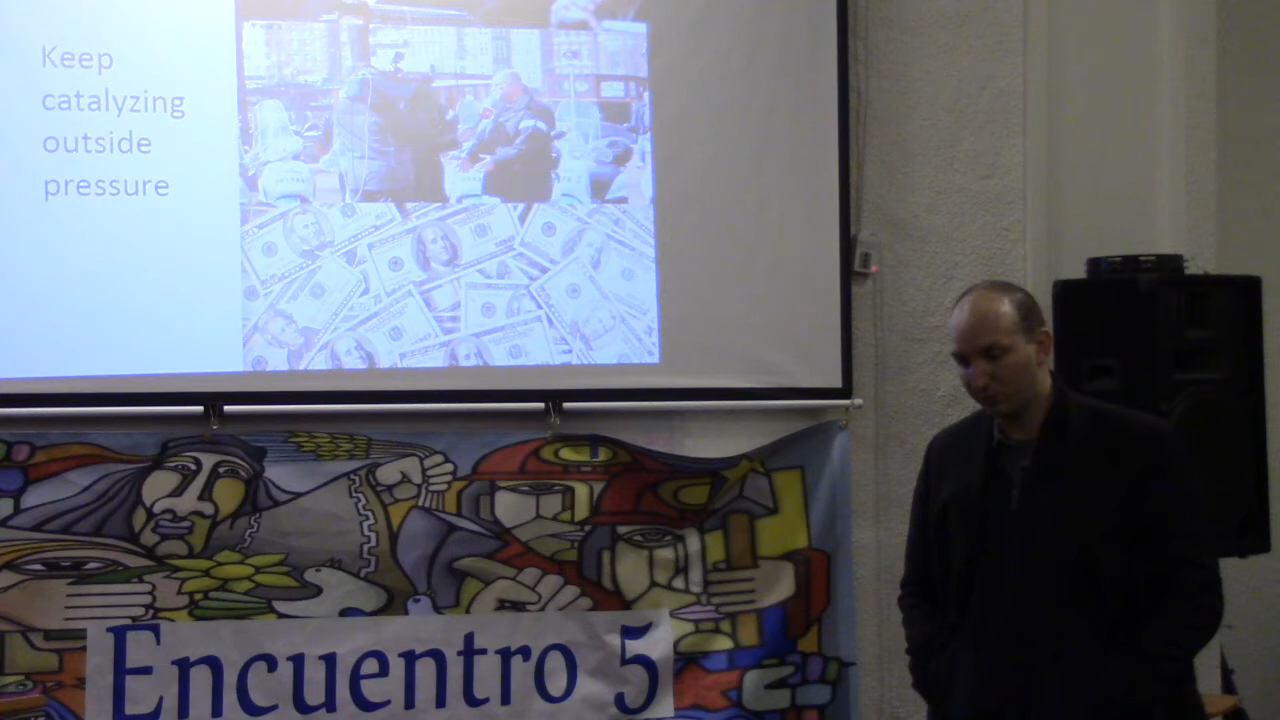 Keep
catalyzing
outside
pressure
Encuentro 5